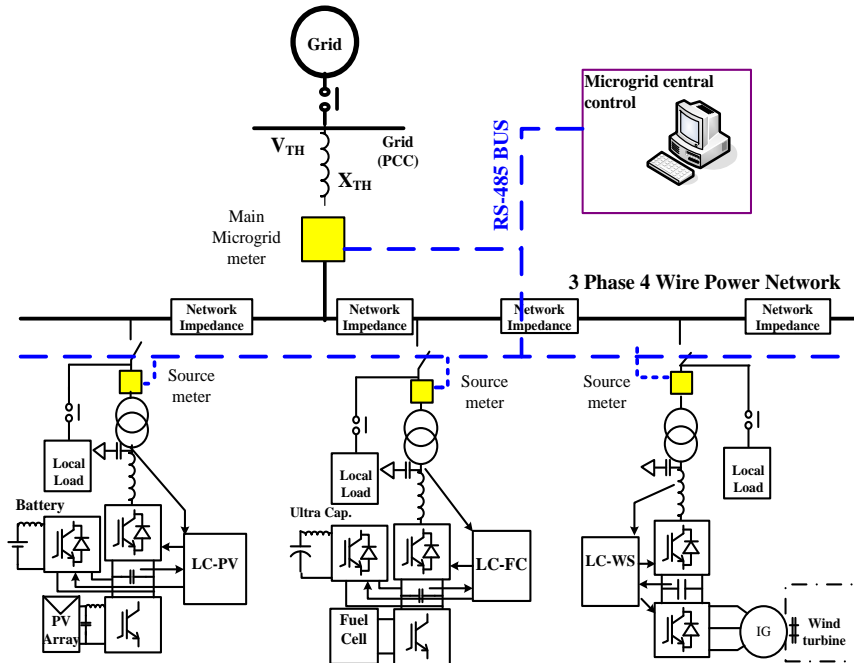 Grid
Microgrid central
control
V_TH
Grid
(PCC)
X_TH
RS-485 BUS
Main
Microgrid
meter
3 Phase 4 Wire Power Network
Network
Impedance
Network
Impedance
Network
Impedance
Network
Impedance
Source
meter
Source
meter
Source
meter
Local
Load
Local
Load
Local
Load
Battery
Ultra Cap.
LC-PV
LC-FC
LC-WS
PV
Array
Fuel
Cell
IG
Wind
turbine